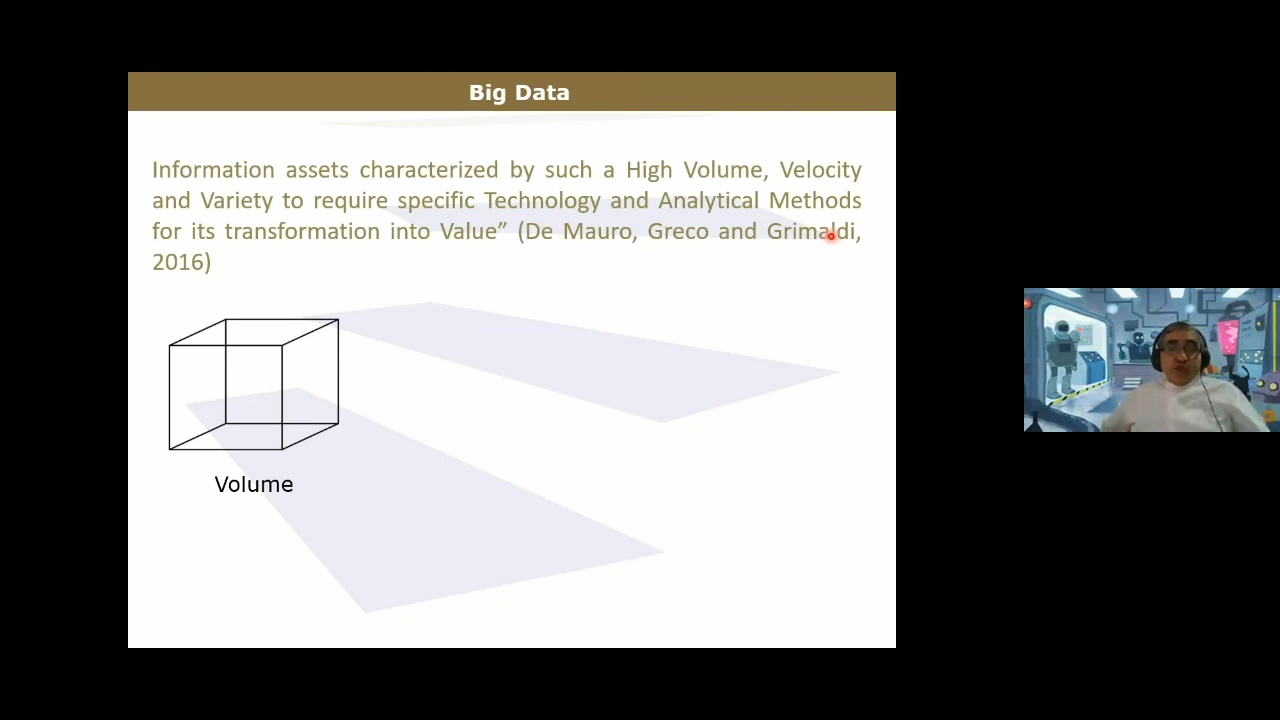 Big Data
Information assets characterized by such a High Volume, Velocity
and Variety to require specific Technology and Analytical Methods
for its transformation into Value” (De Mauro, Greco and Grimaldi,
2016)
Volume